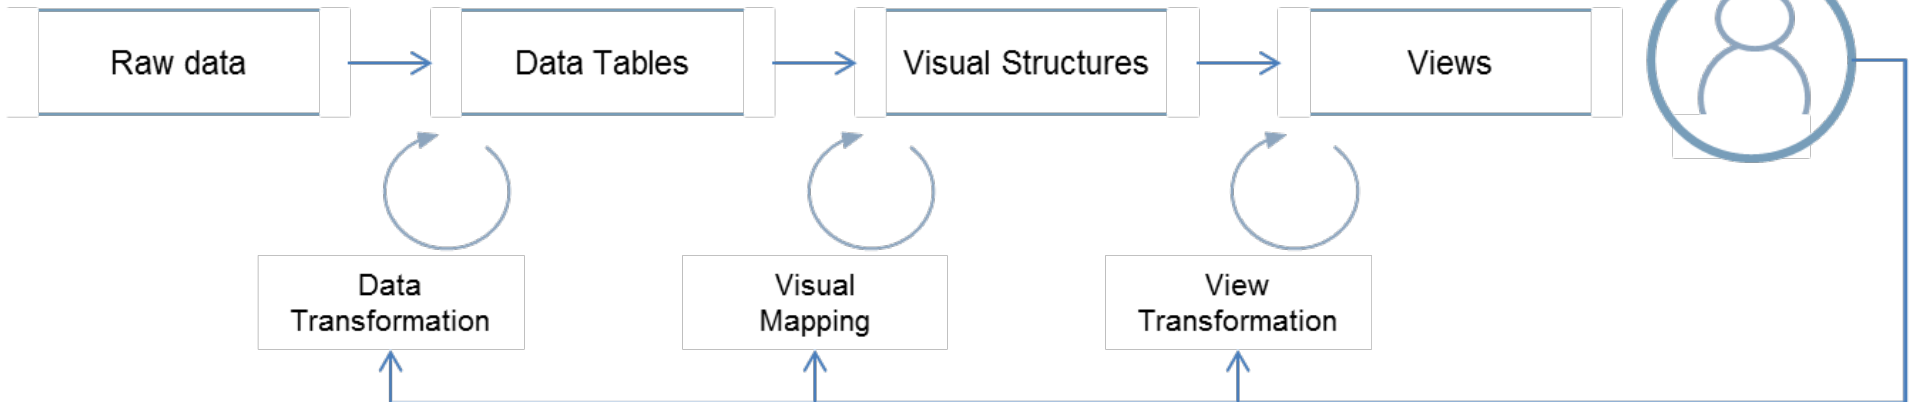 Raw data
Data Tables
Visual Structures
Views
Data
Transformation
Visual
Mapping
View
Transformation